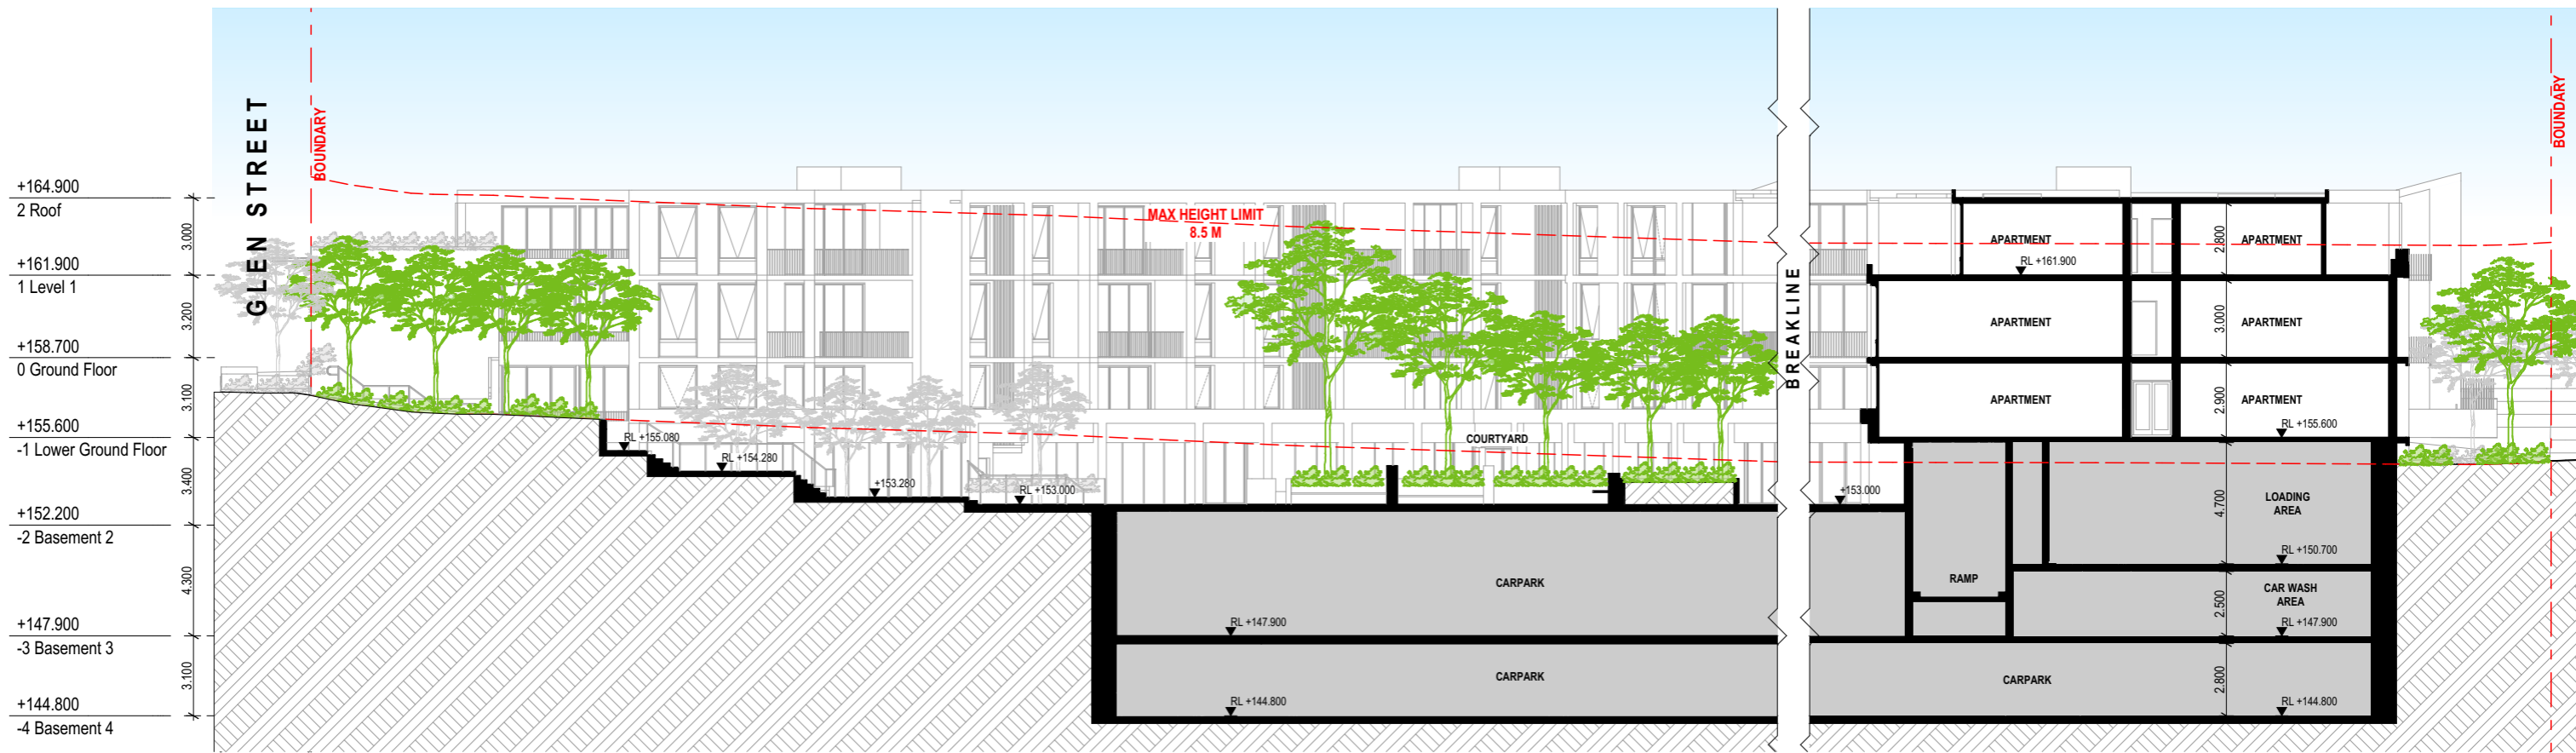 +164.900
2 Roof
3.000
+161.900
1 Level 1
3.200
+158.700
0 Ground Floor
3.100
+155.600
-1 Lower Ground Floor
3.400
+152.200
-2 Basement 2
4.300
+147.900
-3 Basement 3
3.100
+144.800
-4 Basement 4
GLEN STREET
BOUNDARY
MAX HEIGHT LIMIT
8.5 M
RL +155.080
RL +154.280
+153.280
RL +153.000
COURTYARD
CARPARK
RL +147.900
CARPARK
RL +144.800
BREAKLINE
APARTMENT
RL +161.900
2.800
APARTMENT
APARTMENT
3.000
APARTMENT
APARTMENT
2.900
APARTMENT
RL +155.600
+153.000
4.700
LOADING
AREA
RL +150.700
RAMP
2.500
CAR WASH
AREA
RL +147.900
CARPARK
2.800
RL +144.800
BOUNDARY